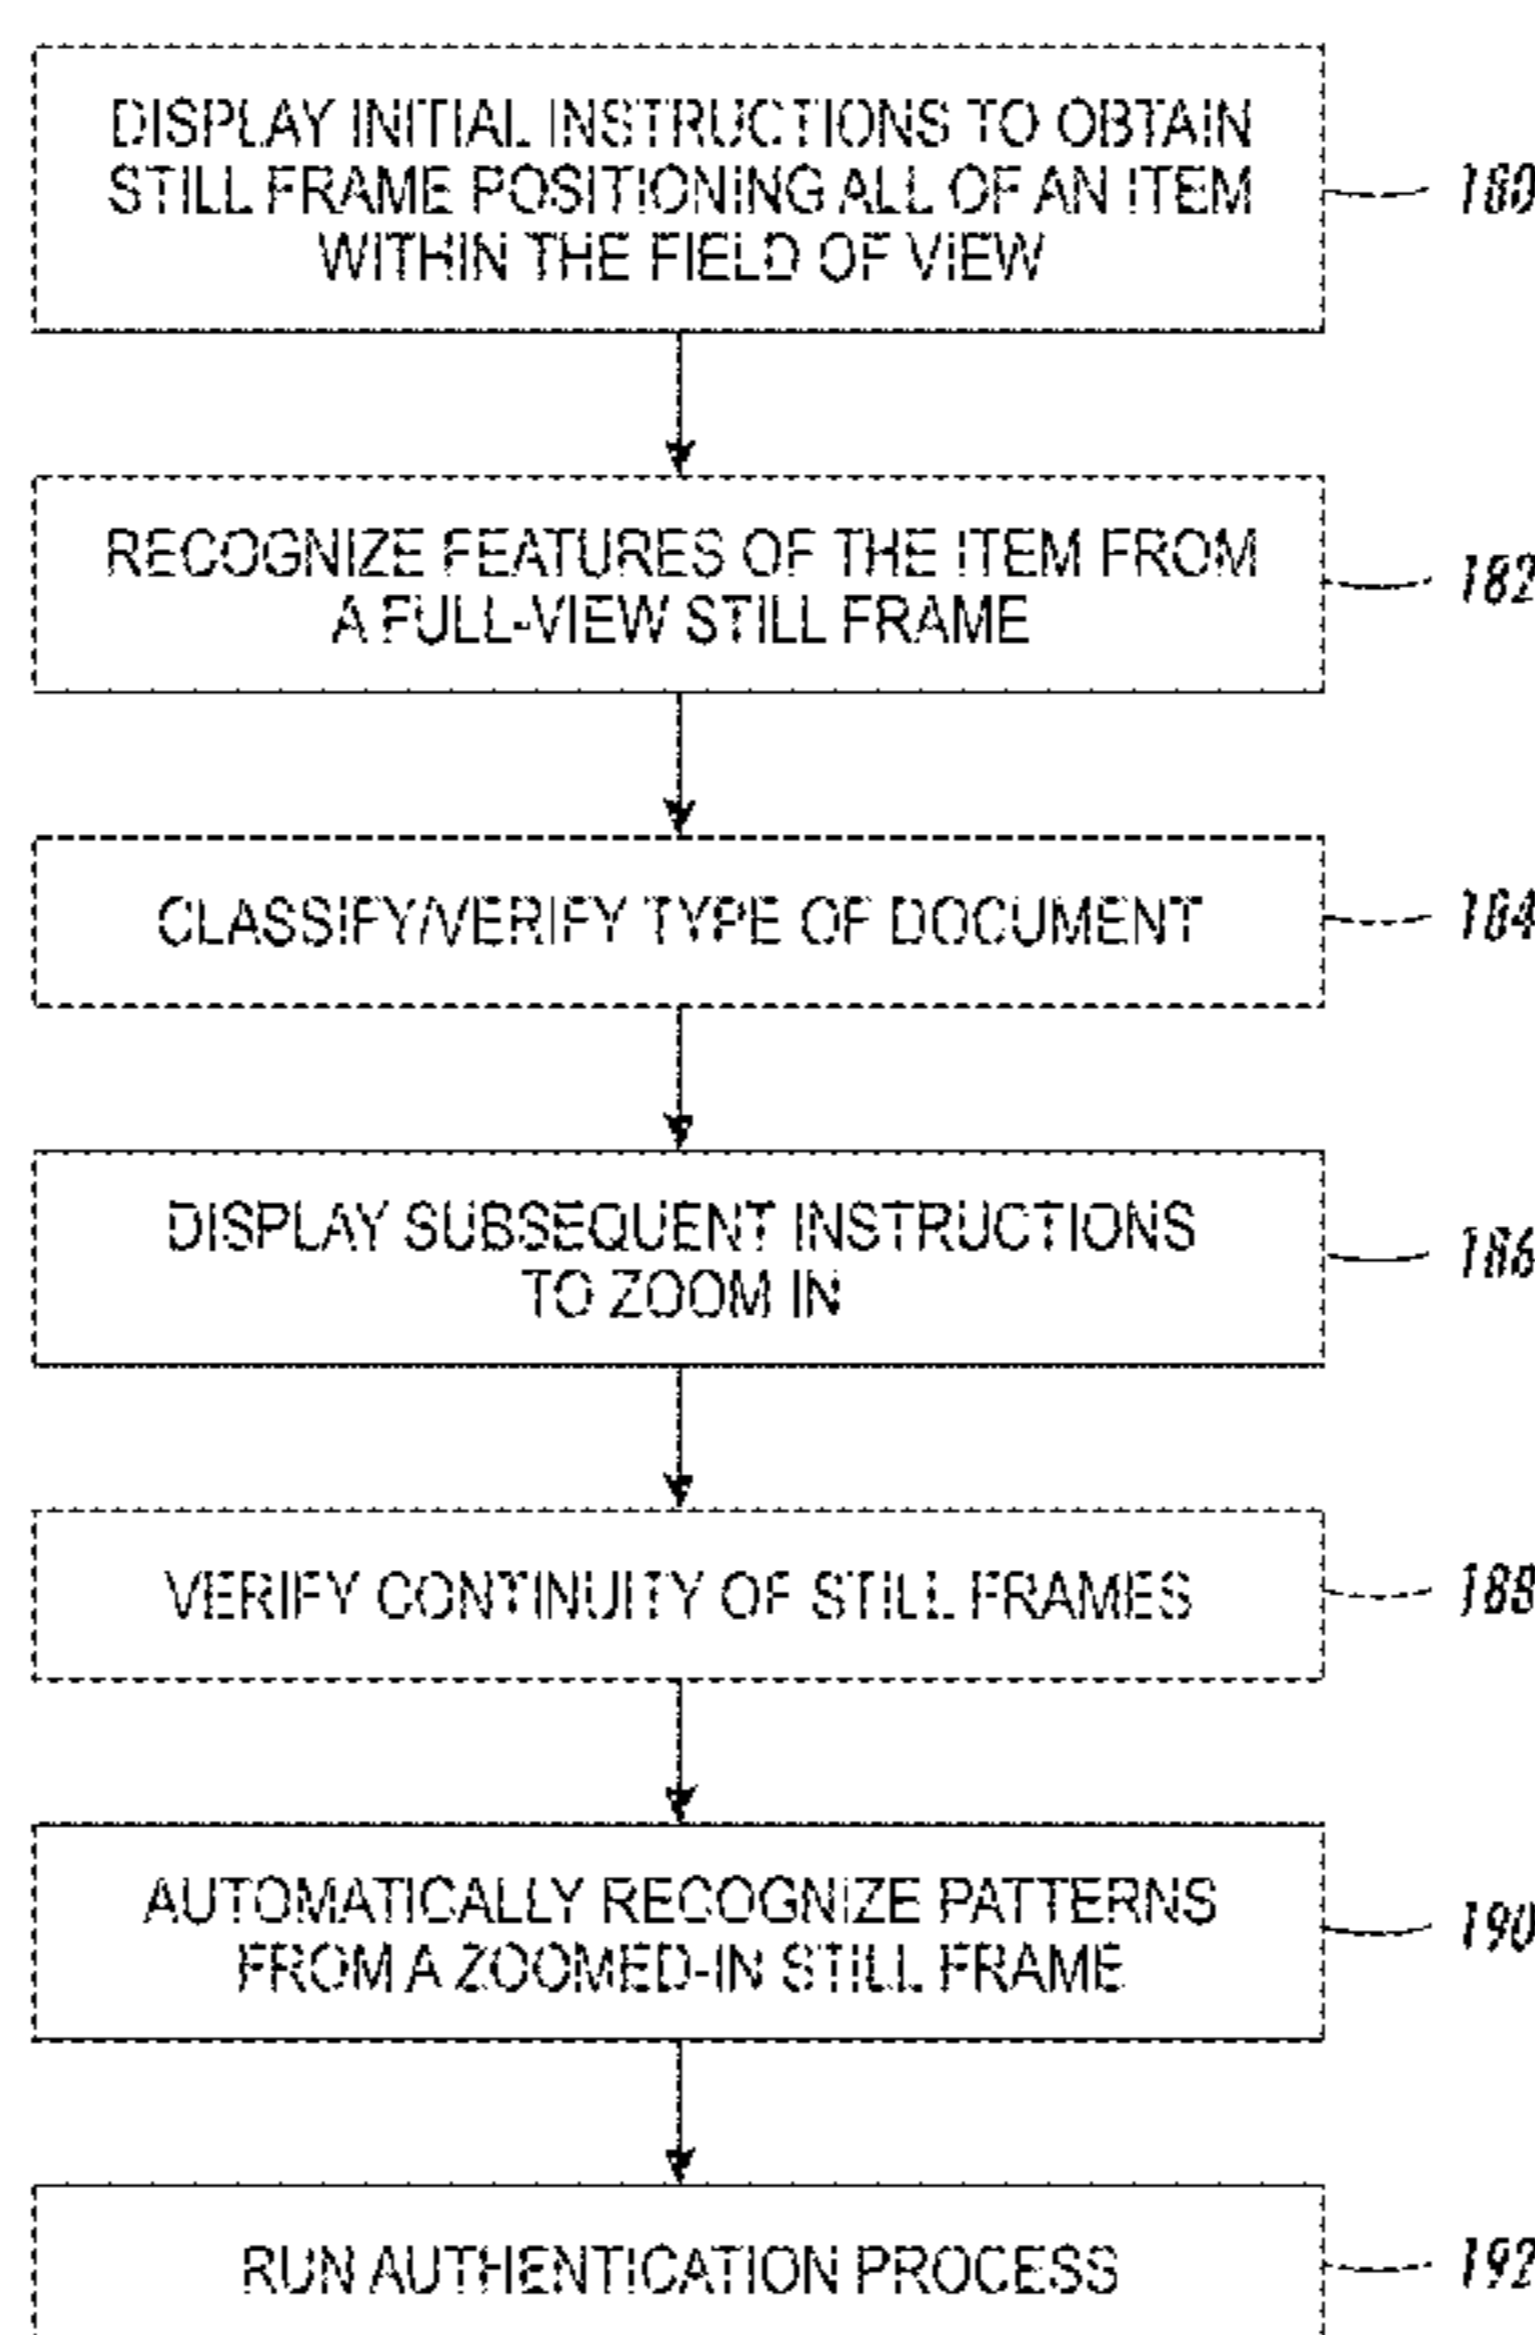 DISPLAY INITIAL INSTRUCTIONS TO OBTAIN
STILL FRAME POSITIONING ALL OF AN ITEM
WITHIN THE FIELD OF VIEW
180
RECOGNIZE FEATURES OF THE ITEM FROM
A FULL-VIEW STILL FRAME
182
CLASSIFY/VERIFY TYPE OF DOCUMENT
184
DISPLAY SUBSEQUENT INSTRUCTIONS
TO ZOOM IN
186
VERIFY CONTINUITY OF STILL FRAMES
188
AUTOMATICALLY RECOGNIZE PATTERNS
FROM A ZOOMED-IN STILL FRAME
190
RUN AUTHENTICATION PROCESS
192